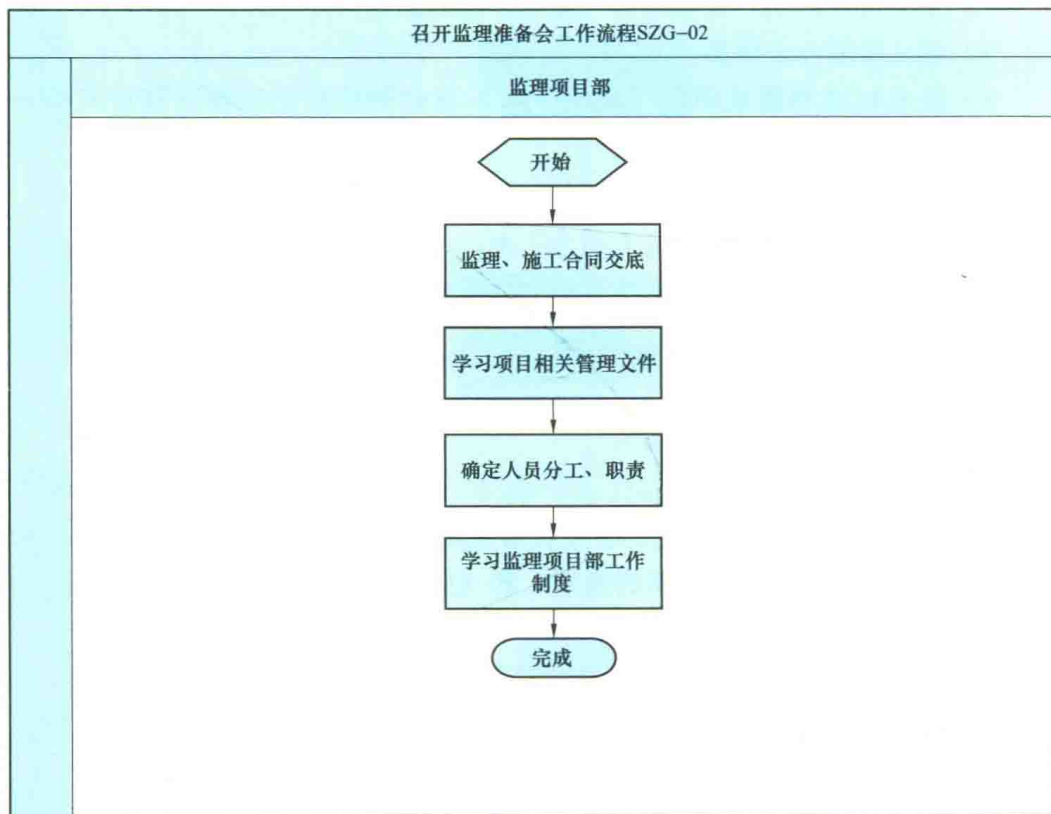 召开监理准备会工作流程SZG-02
监理项目部
开始
监理、施工合同交底
学习项目相关管理文件
确定人员分工、职责
学习监理项目部工作
制度
完成